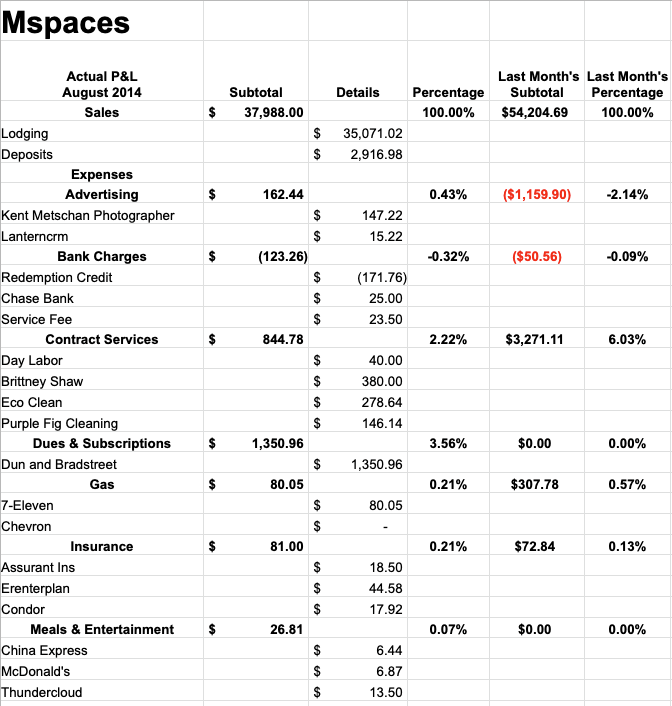 Mspaces
Actual P&L Last Month's Last Month's
August 2014 Subtotal Details Percentage Subtotal Percentage
Sales $ 37,988.00 100.00% $54,204.69 100.00%
Lodging $ 35,071.02
Deposits $ 2,916.98
Expenses
Advertising $ 162.44 0.43% ($1,159.90) -2.14%
Kent Metschan Photographer $ 147.22
Lanterncrm $ 15.22
Bank Charges $ (123.26) -0.32% ($50.56) -0.09%
Redemption Credit $ (171.76)
Chase Bank $ 25.00
Service Fee $ 23.50
Contract Services $ 844.78 2.22% $3,271.11 6.03%
Day Labor $ 40.00
Brittney Shaw $ 380.00
Eco Clean $ 278.64
Purple Fig Cleaning $ 146.14
Dues & Subscriptions $ 1,350.96 3.56% $0.00 0.00%
Dun and Bradstreet $ 1,350.96
Gas $ 80.05 0.21% $307.78 0.57%
7-Eleven $ 80.05
Chevron $ -
Insurance $ 81.00 0.21% $72.84 0.13%
Assurant Ins $ 18.50
Erenterplan $ 44.58
Condor $ 17.92
Meals & Entertainment $ 26.81 0.07% $0.00 0.00%
China Express $ 6.44
McDonald's $ 6.87
Thundercloud $ 13.50